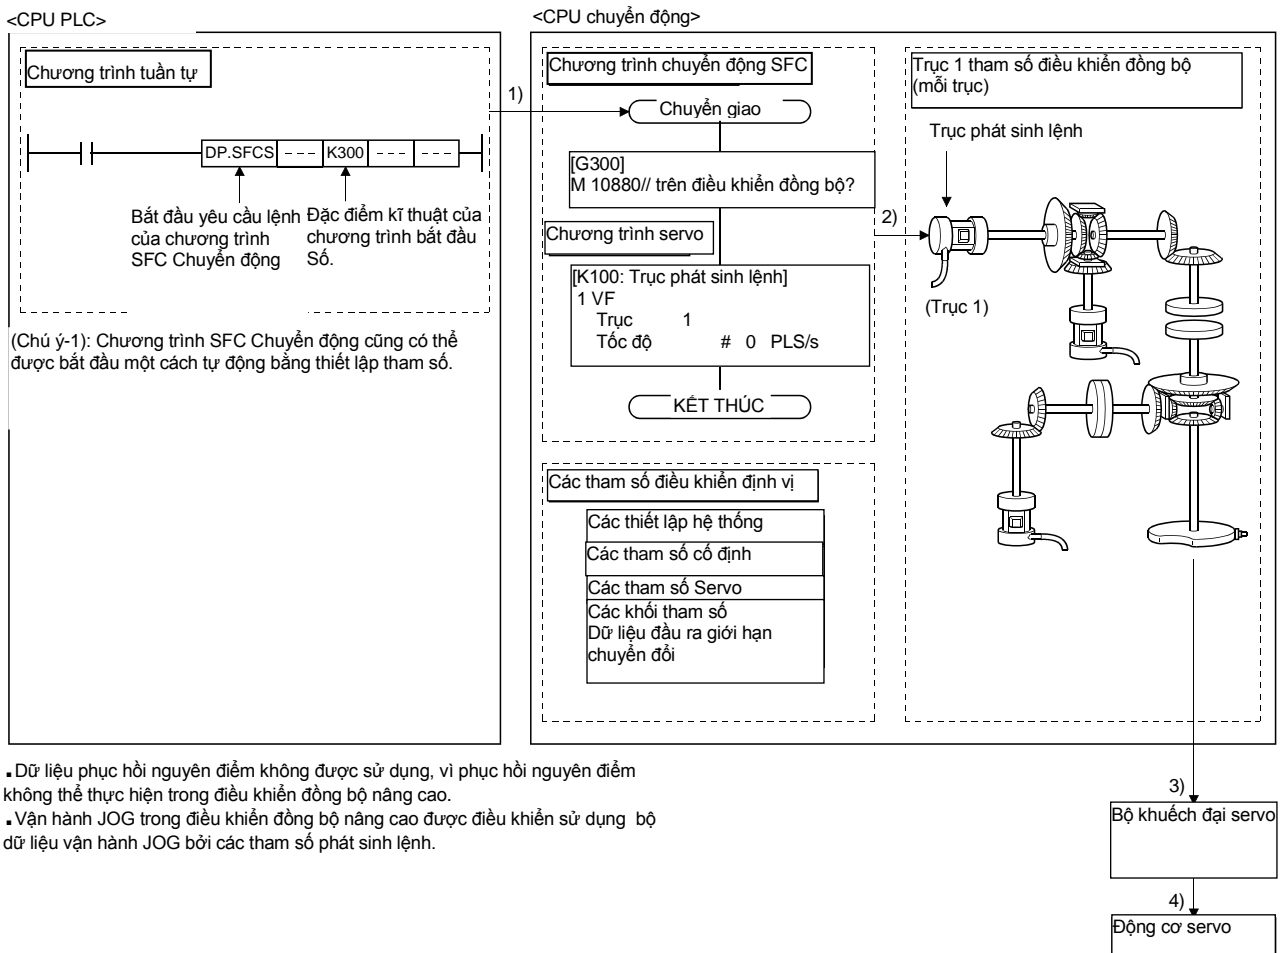 <CPU PLC>
Chương trình tuần tự
DP.SFCS --- K300 --- ---
Bắt đầu yêu cầu lệnh
của chương trình
SFC Chuyển động
Đặc điểm kĩ thuật của
chương trình bắt đầu
Số.
(Chú ý-1): Chương trình SFC Chuyển động cũng có thể
được bắt đầu một cách tự động bằng thiết lập tham số.
1)
<CPU chuyển động>
Chương trình chuyển động SFC
Chuyển giao
[G300]
M 10880// trên điều khiển đồng bộ?
Chương trình servo
[K100: Trục phát sinh lệnh]
1 VF
Trục 1
Tốc độ # 0 PLS/s
KẾT THÚC
2)
Các tham số điều khiển định vị
Các thiết lập hệ thống
Các tham số cố định
Các tham số Servo
Các khối tham số
Dữ liệu đầu ra giới hạn
chuyển đổi
Trục 1 tham số điều khiển đồng bộ
(mỗi trục)
Trục phát sinh lệnh
(Trục 1)
.Dữ liệu phục hồi nguyên điểm không được sử dụng, vì phục hồi nguyên điểm
không thể thực hiện trong điều khiển đồng bộ nâng cao.
.Vận hành JOG trong điều khiển đồng bộ nâng cao được điều khiển sử dụng bộ
dữ liệu vận hành JOG bởi các tham số phát sinh lệnh.
3)
Bộ khuếch đại servo
4)
Động cơ servo